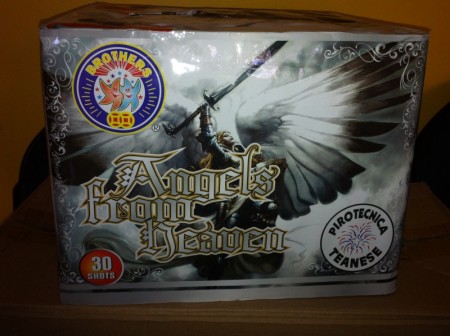 BROTHERS
®
Angels
from
Heaven
30
SHOTS
PIROTECNICA
TEANESE